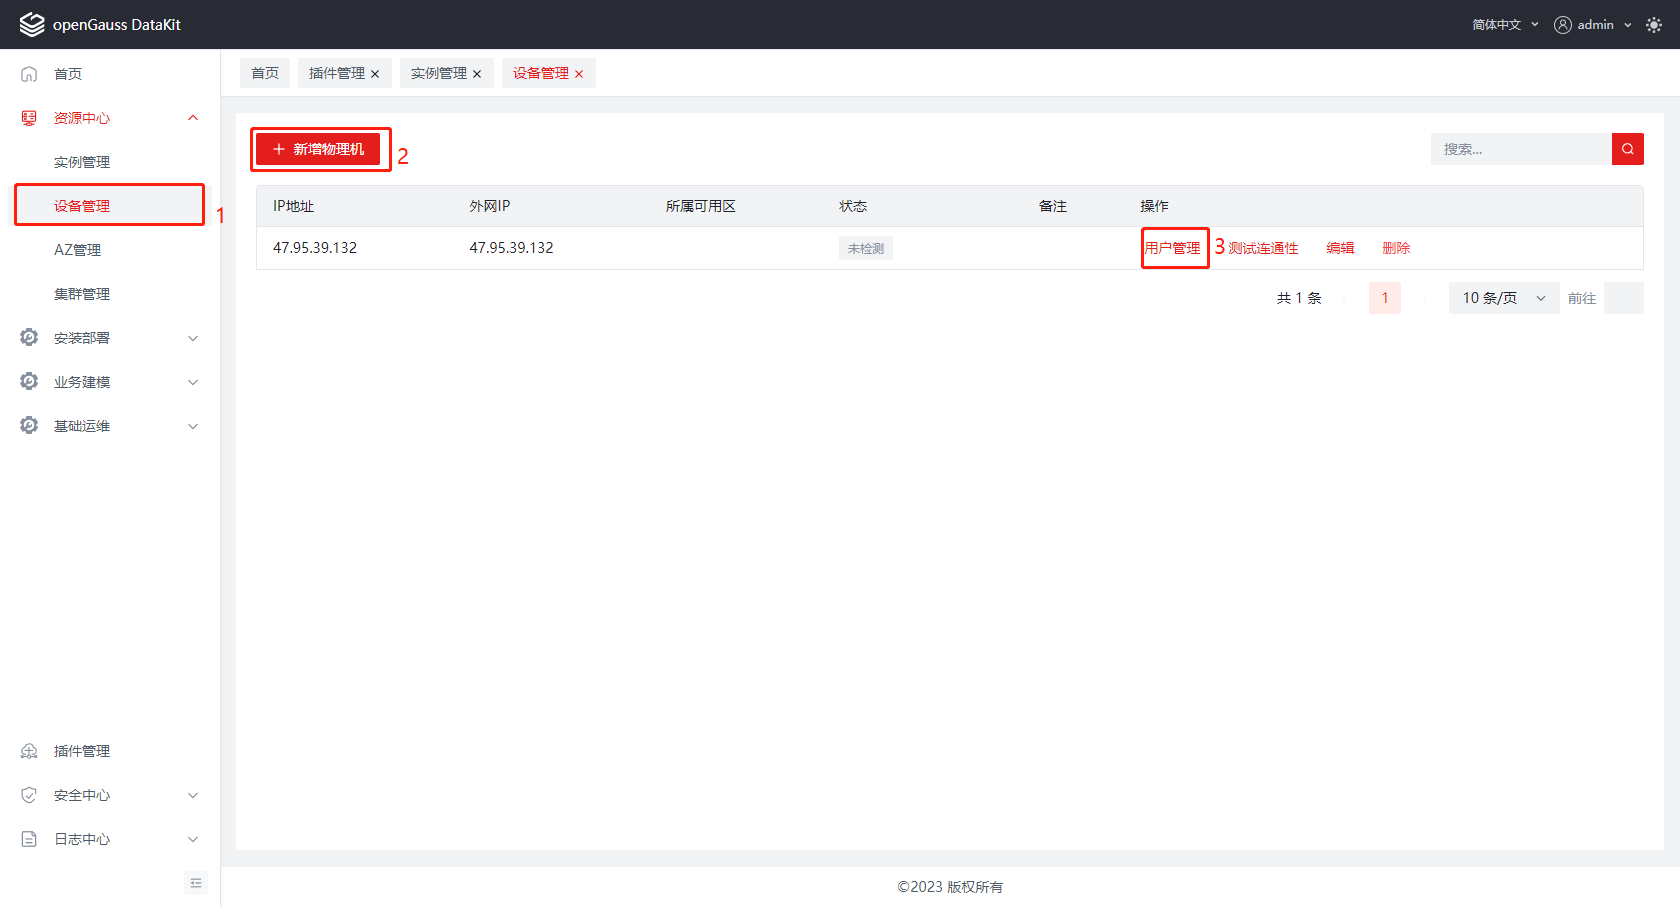 openGauss DataKit
简体中文
admin
首页
资源中心
实例管理
设备管理
1
AZ管理
集群管理
安装部署
业务建模
基础运维
插件管理
安全中心
日志中心
首页
插件管理 ×
实例管理 ×
设备管理 ×
+ 新增物理机
2
搜索...
IP地址 外网IP 所属可用区 状态 备注 操作
47.95.39.132 47.95.39.132 未检测 用户管理 3 测试连通性 编辑 删除
共 1 条 1 10 条/页 前往
©2023 版权所有